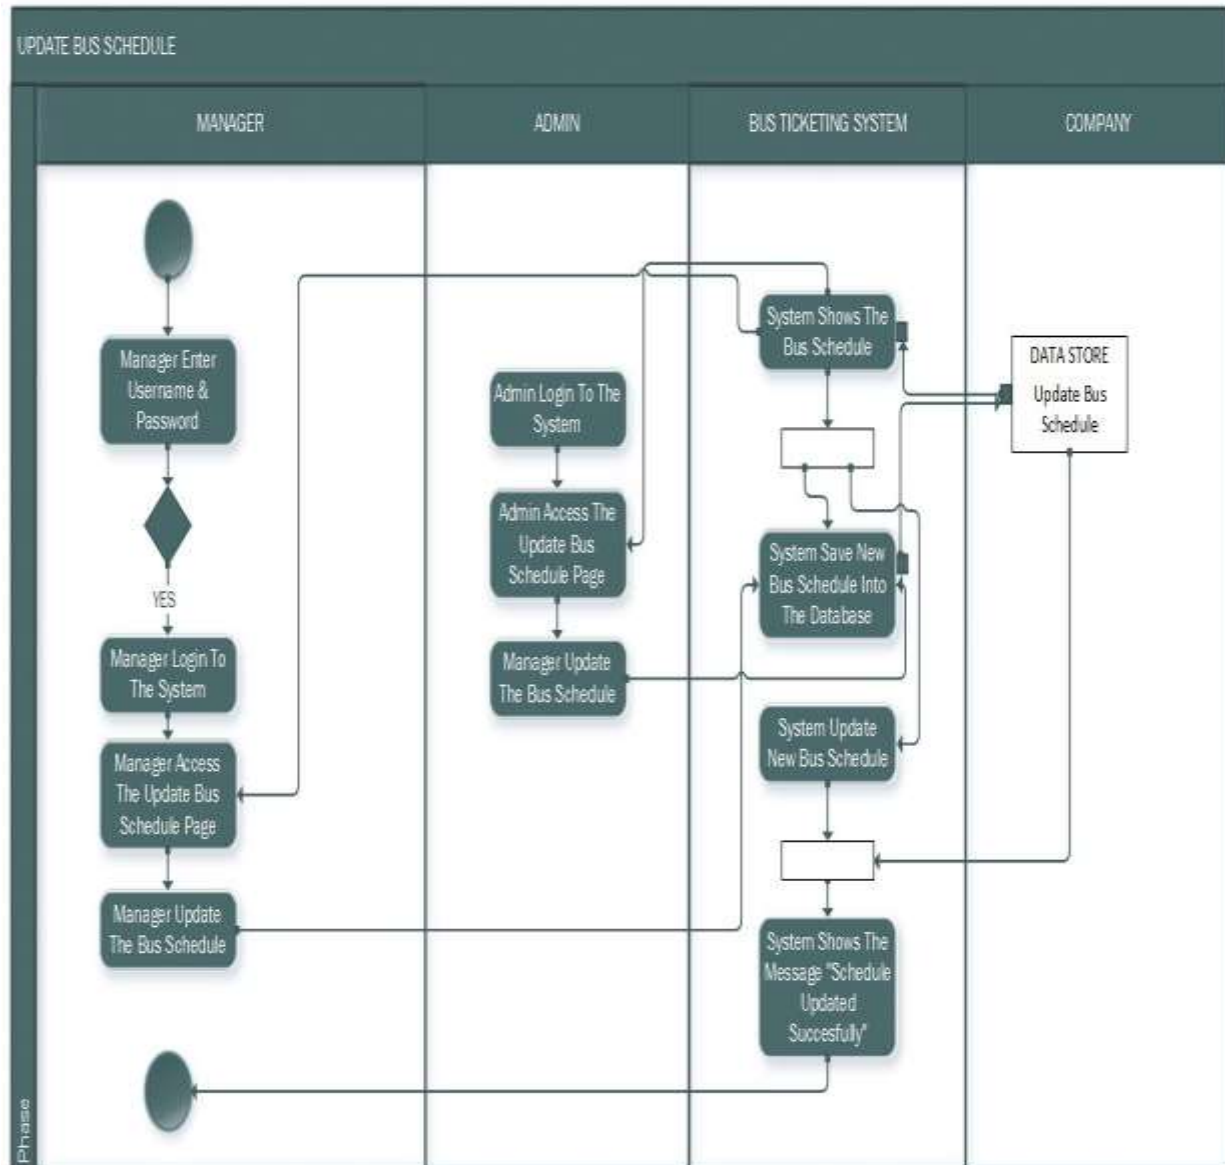 UPDATE BUS SCHEDULE
MANAGER
ADMIN
BUS TICKETING SYSTEM
COMPANY
Manager Enter
Username &
Password
YES
Manager Login To
The System
Manager Access
The Update Bus
Schedule Page
Manager Update
The Bus Schedule
Admin Login To The
System
Admin Access The
Update Bus
Schedule Page
Manager Update
The Bus Schedule
System Shows The
Bus Schedule
System Save New
Bus Schedule Into
The Database
System Update
New Bus Schedule
System Shows The
Message "Schedule
Updated
Succesfully"
DATA STORE
Update Bus
Schedule
Phase